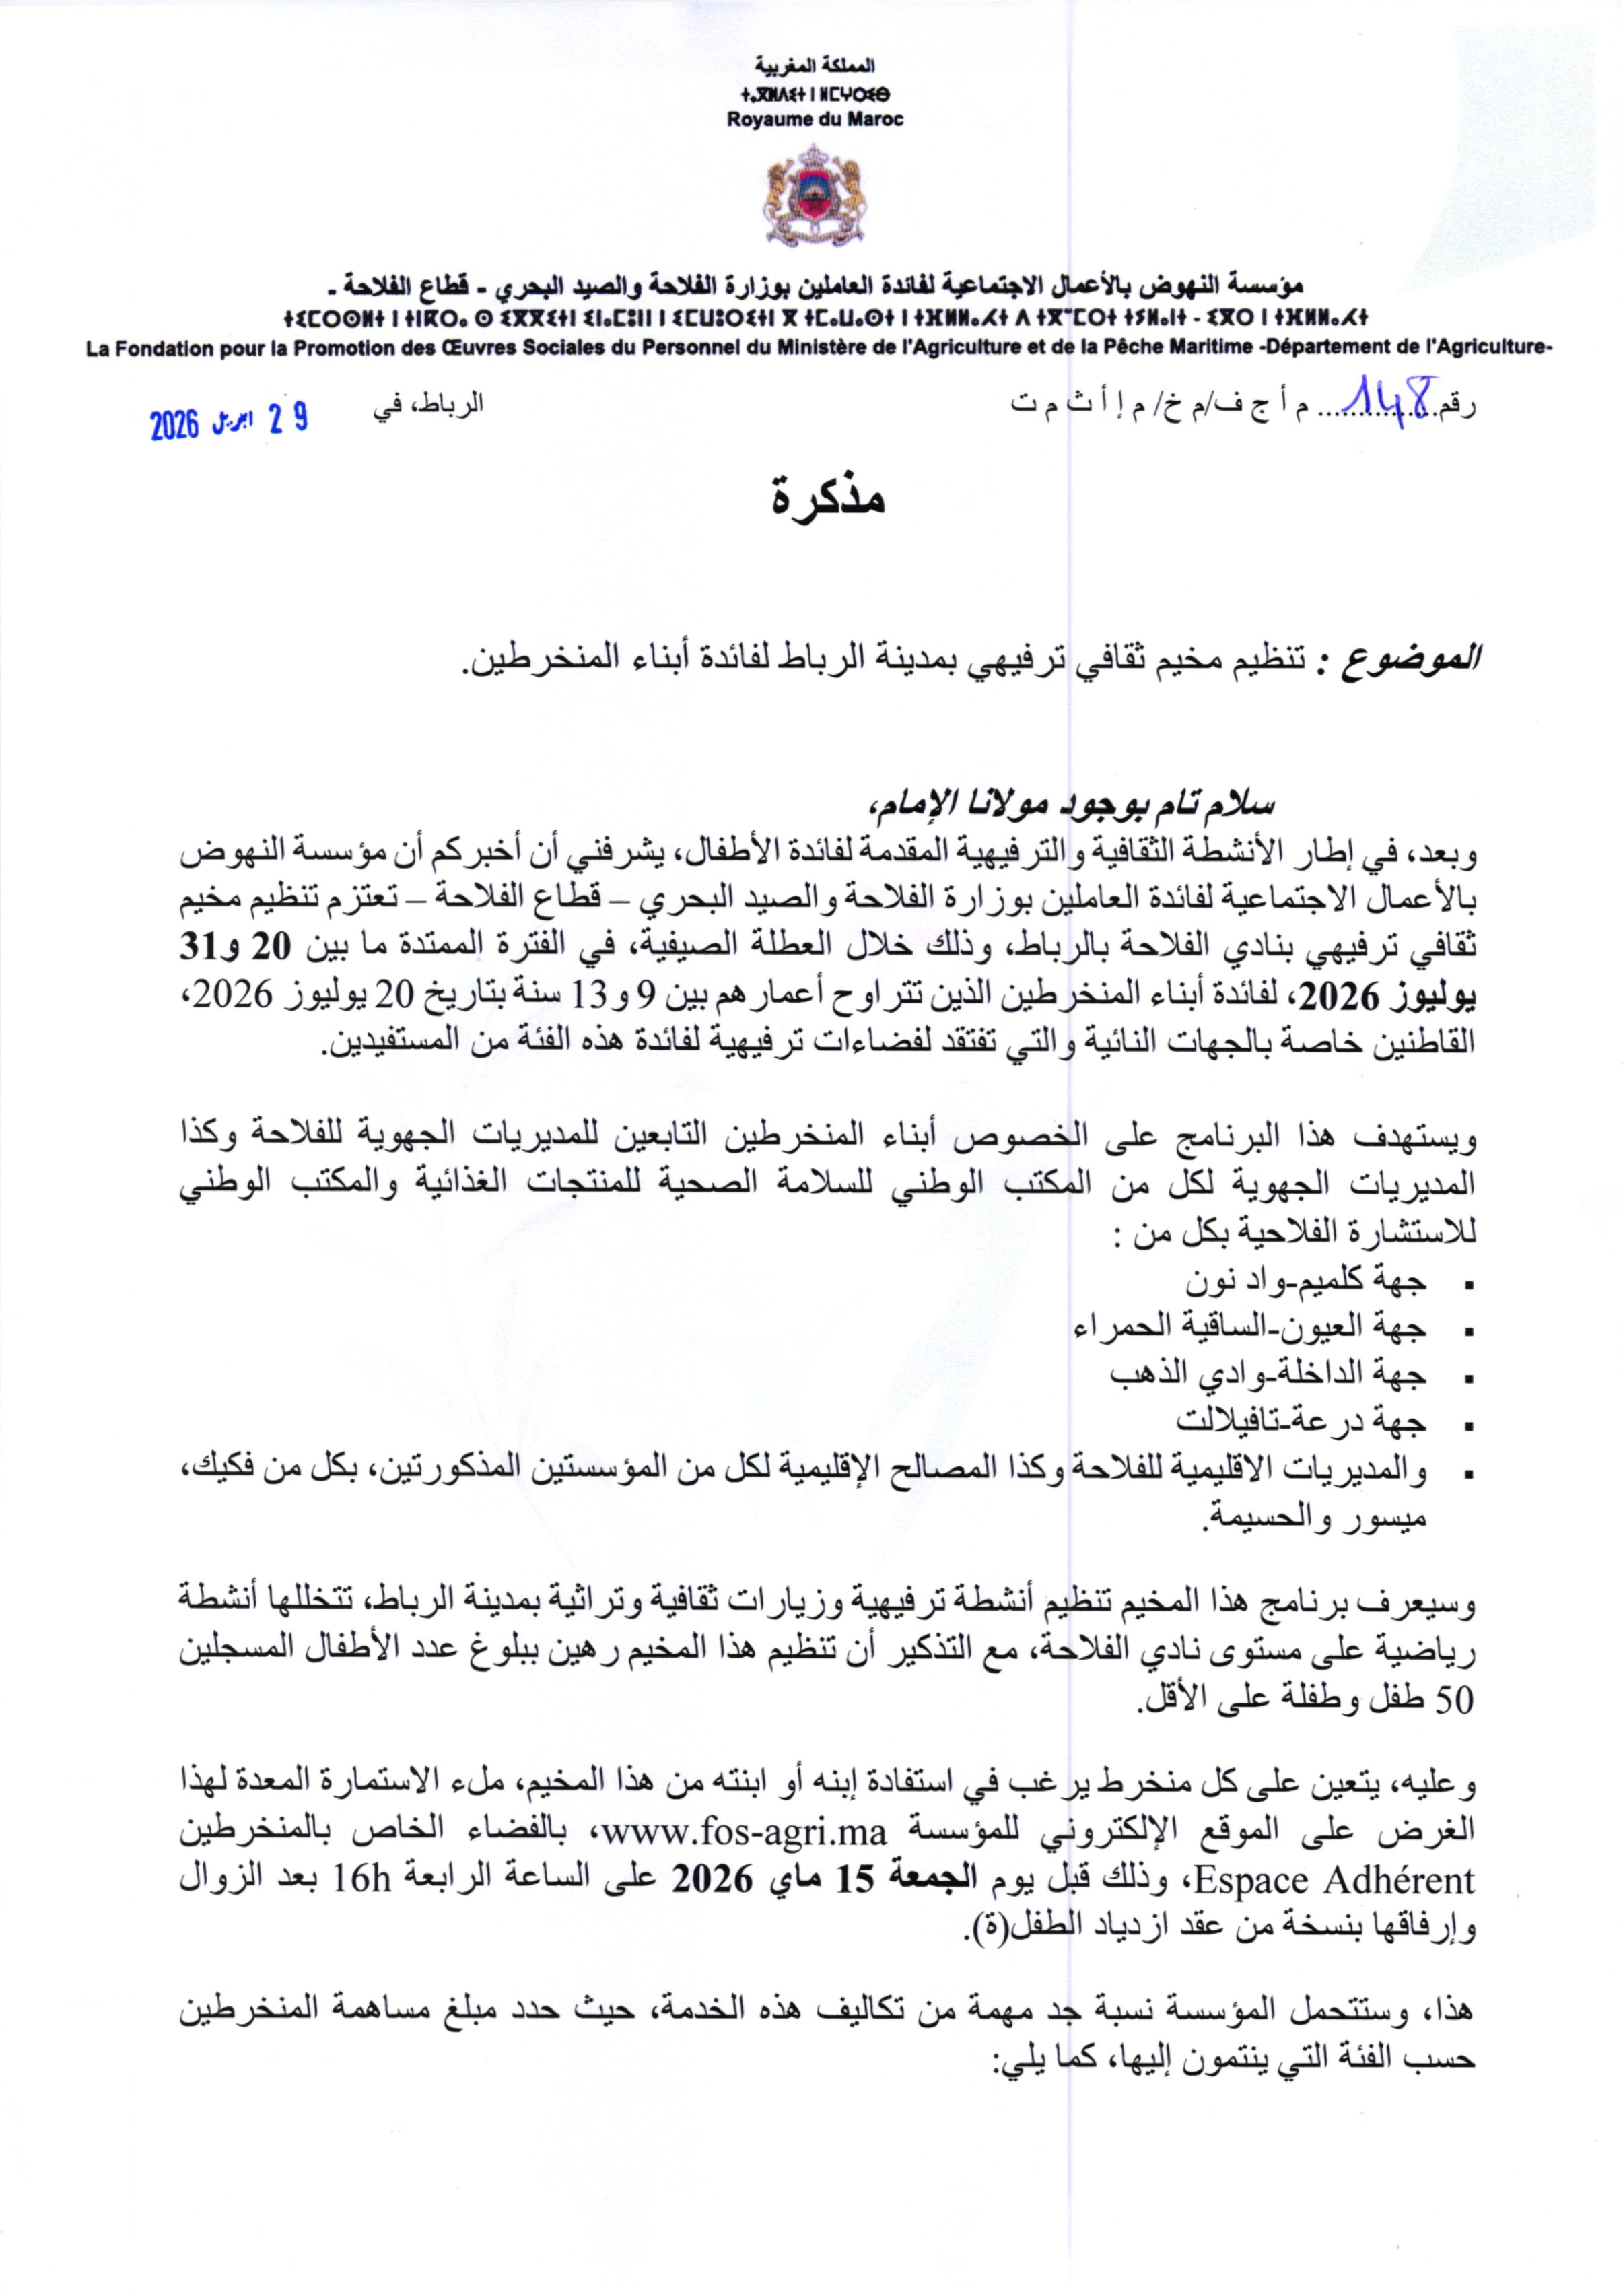 المملكة المغربية
ⵜⴰⴳⵍⴷⵉⵜ ⵏ ⵍⵎⵖⵔⵉⴱ
Royaume du Maroc
مؤسسة النهوض بالأعمال الاجتماعية لفائدة العاملين بوزارة الفلاحة والصيد البحري - قطاع الفلاحة -
La Fondation pour la Promotion des Œuvres Sociales du Personnel du Ministère de l'Agriculture et de la Pêche Maritime -Département de l'Agriculture-
رقم 148 م أ ج ف/م خ/ م إ أ ث م ت
الرباط، في 29 ابريل 2026
مذكرة
الموضوع : تنظيم مخيم ثقافي ترفيهي بمدينة الرباط لفائدة أبناء المنخرطين.
سلام تام بوجود مولانا الإمام،
وبعد، في إطار الأنشطة الثقافية والترفيهية المقدمة لفائدة الأطفال، يشرفني أن أخبركم أن مؤسسة النهوض
بالأعمال الاجتماعية لفائدة العاملين بوزارة الفلاحة والصيد البحري – قطاع الفلاحة – تعتزم تنظيم مخيم
ثقافي ترفيهي بنادي الفلاحة بالرباط، وذلك خلال العطلة الصيفية، في الفترة الممتدة ما بين 20 و31
يوليوز 2026، لفائدة أبناء المنخرطين الذين تتراوح أعمارهم بين 9 و13 سنة بتاريخ 20 يوليوز 2026،
القاطنين خاصة بالجهات النائية والتي تفتقد لفضاءات ترفيهية لفائدة هذه الفئة من المستفيدين.
ويستهدف هذا البرنامج على الخصوص أبناء المنخرطين التابعين للمديريات الجهوية للفلاحة وكذا
المديريات الجهوية لكل من المكتب الوطني للسلامة الصحية للمنتجات الغذائية والمكتب الوطني
للاستشارة الفلاحية بكل من :
▪ جهة كلميم-واد نون
▪ جهة العيون-الساقية الحمراء
▪ جهة الداخلة-وادي الذهب
▪ جهة درعة-تافيلالت
▪ والمديريات الاقليمية للفلاحة وكذا المصالح الإقليمية لكل من المؤسستين المذكورتين، بكل من فكيك،
ميسور والحسيمة.
وسيعرف برنامج هذا المخيم تنظيم أنشطة ترفيهية وزيارات ثقافية وتراثية بمدينة الرباط، تتخللها أنشطة
رياضية على مستوى نادي الفلاحة، مع التذكير أن تنظيم هذا المخيم رهين ببلوغ عدد الأطفال المسجلين
50 طفل وطفلة على الأقل.
وعليه، يتعين على كل منخرط يرغب في استفادة إبنه أو ابنته من هذا المخيم، ملء الاستمارة المعدة لهذا
الغرض على الموقع الإلكتروني للمؤسسة www.fos-agri.ma، بالفضاء الخاص بالمنخرطين
Espace Adhérent، وذلك قبل يوم الجمعة 15 ماي 2026 على الساعة الرابعة 16h بعد الزوال
وإرفاقها بنسخة من عقد ازدياد الطفل(ة).
هذا، وستتحمل المؤسسة نسبة جد مهمة من تكاليف هذه الخدمة، حيث حدد مبلغ مساهمة المنخرطين
حسب الفئة التي ينتمون إليها، كما يلي: